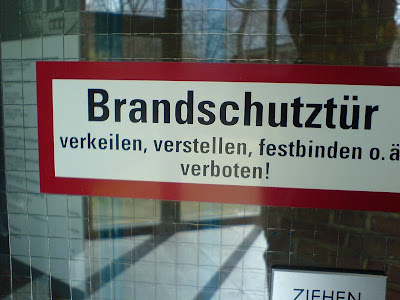 Brandschutztür
verkeilen, verstellen, festbinden o.ä
verboten!
ZIEHEN